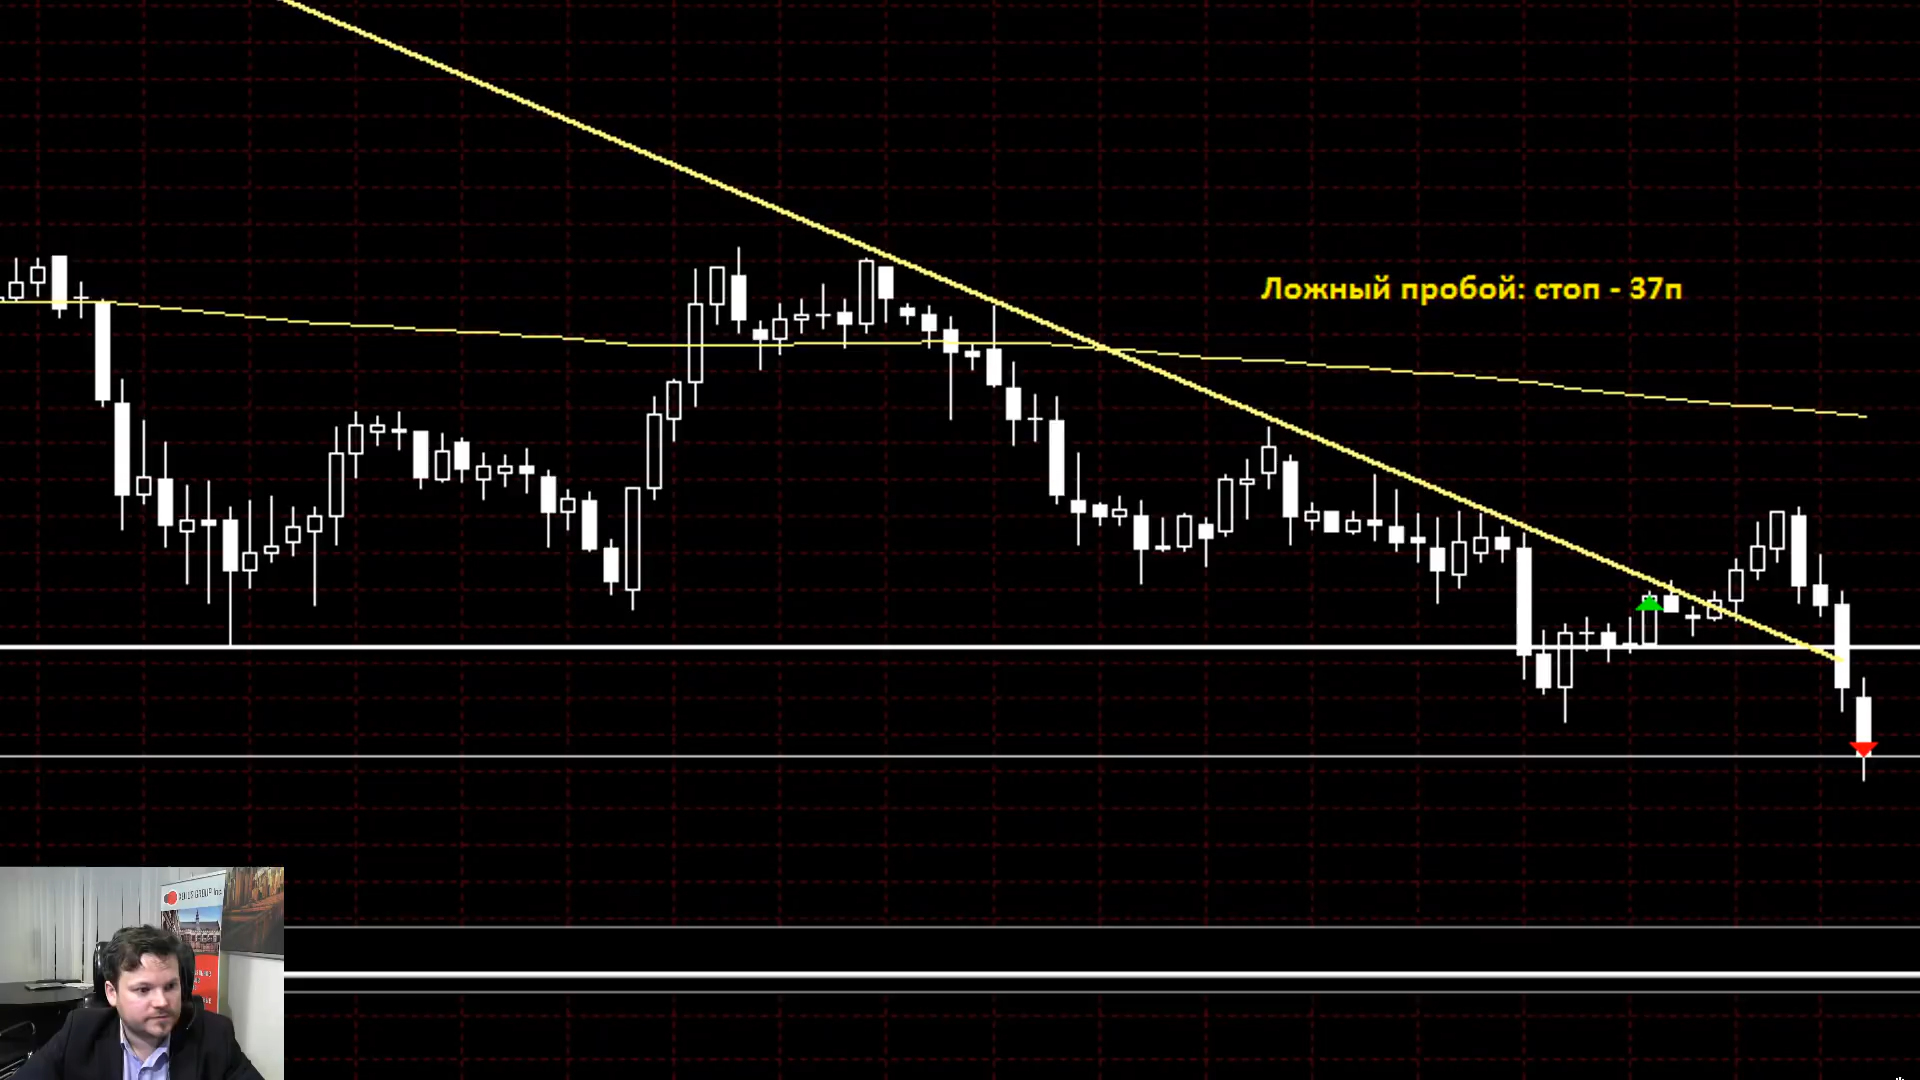 Ложный пробой: стоп - 37п